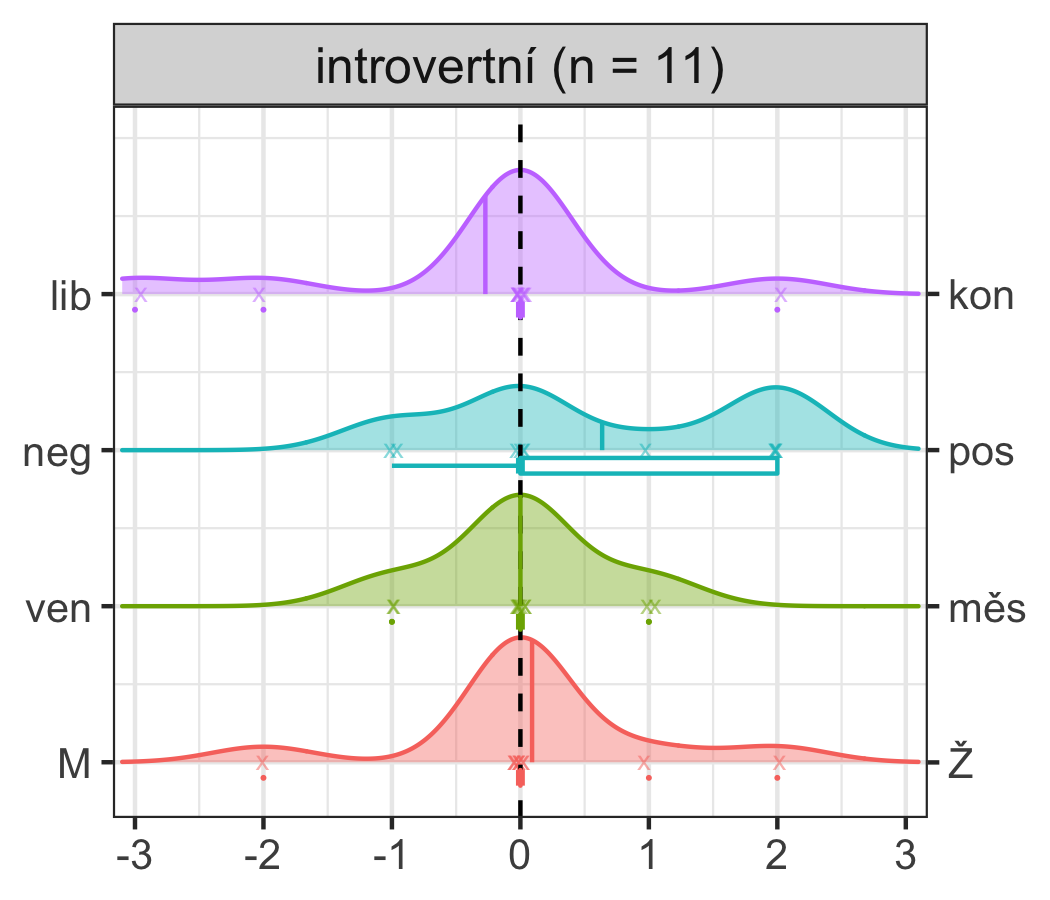 introvertní (n = 11)
lib kon
neg pos
ven měs
M Ž
-3 -2 -1 0 1 2 3